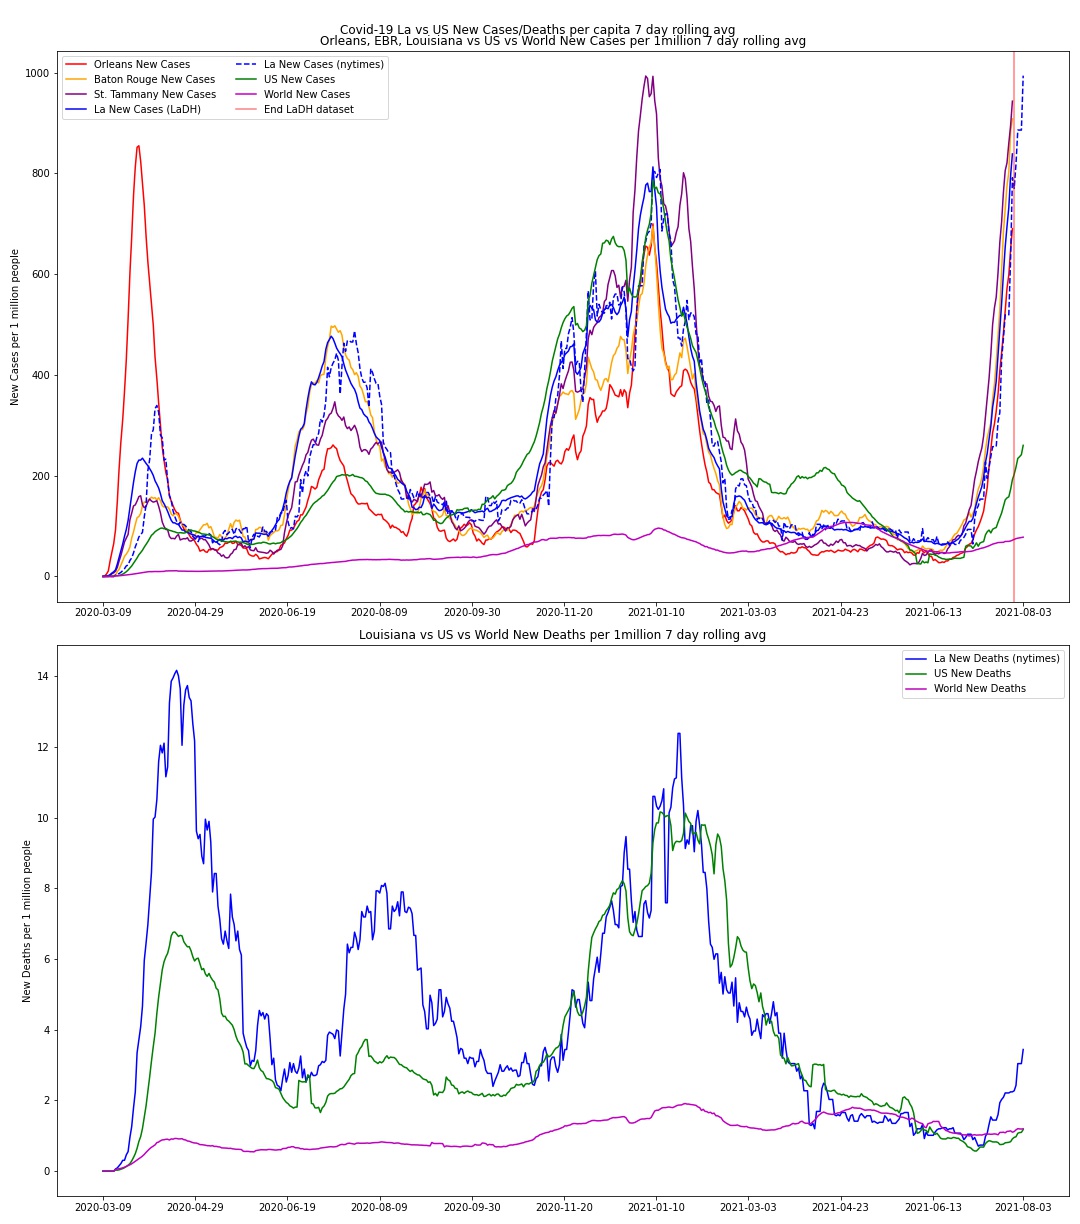 Covid-19 La vs US New Cases/Deaths per capita 7 day rolling avg
Orleans, EBR, Louisiana vs US vs World New Cases per 1million 7 day rolling avg
Orleans New Cases
Baton Rouge New Cases
St. Tammany New Cases
La New Cases (LaDH)
La New Cases (nytimes)
US New Cases
World New Cases
End LaDH dataset
New Cases per 1 million people
1000
800
600
400
200
0
2020-03-09 2020-04-29 2020-06-19 2020-08-09 2020-09-30 2020-11-20 2021-01-10 2021-03-03 2021-04-23 2021-06-13 2021-08-03
Louisiana vs US vs World New Deaths per 1million 7 day rolling avg
La New Deaths (nytimes)
US New Deaths
World New Deaths
New Deaths per 1 million people
14
12
10
8
6
4
2
0
2020-03-09 2020-04-29 2020-06-19 2020-08-09 2020-09-30 2020-11-20 2021-01-10 2021-03-03 2021-04-23 2021-06-13 2021-08-03